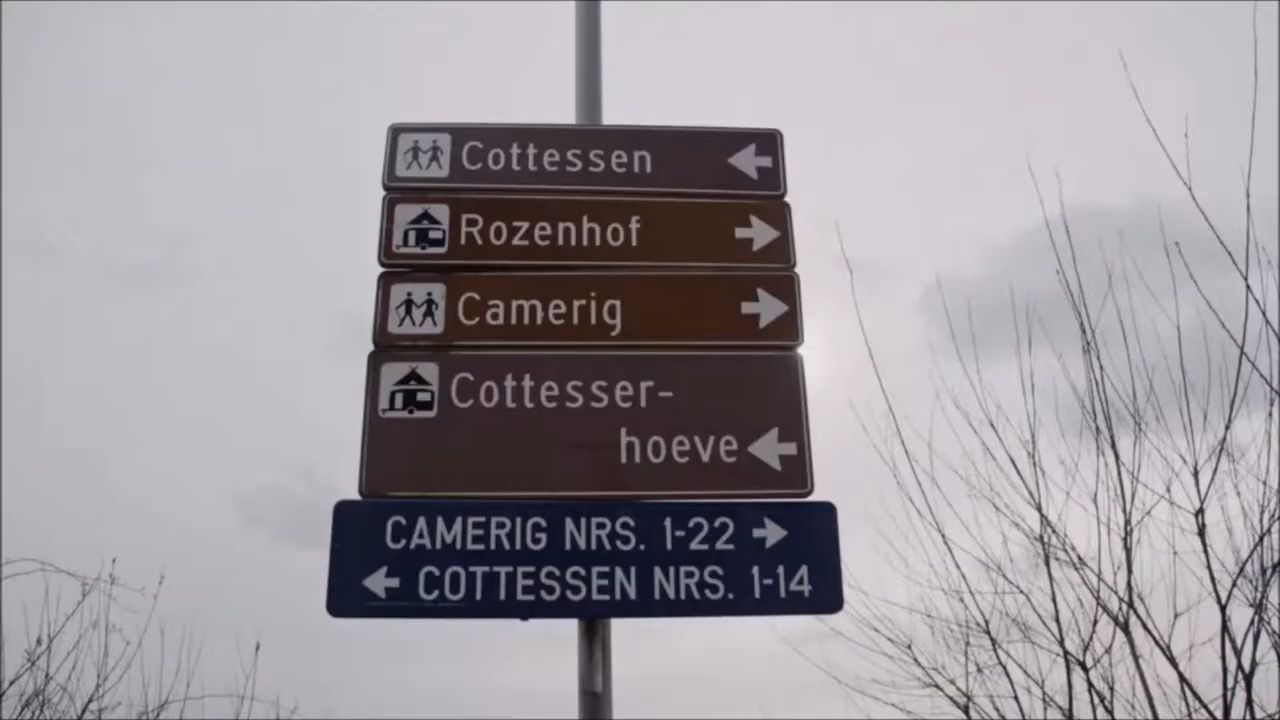 Cottessen
Rozenhof
Camerig
Cottesser-
hoeve
CAMERIG NRS. 1-22
COTTESSEN NRS. 1-14